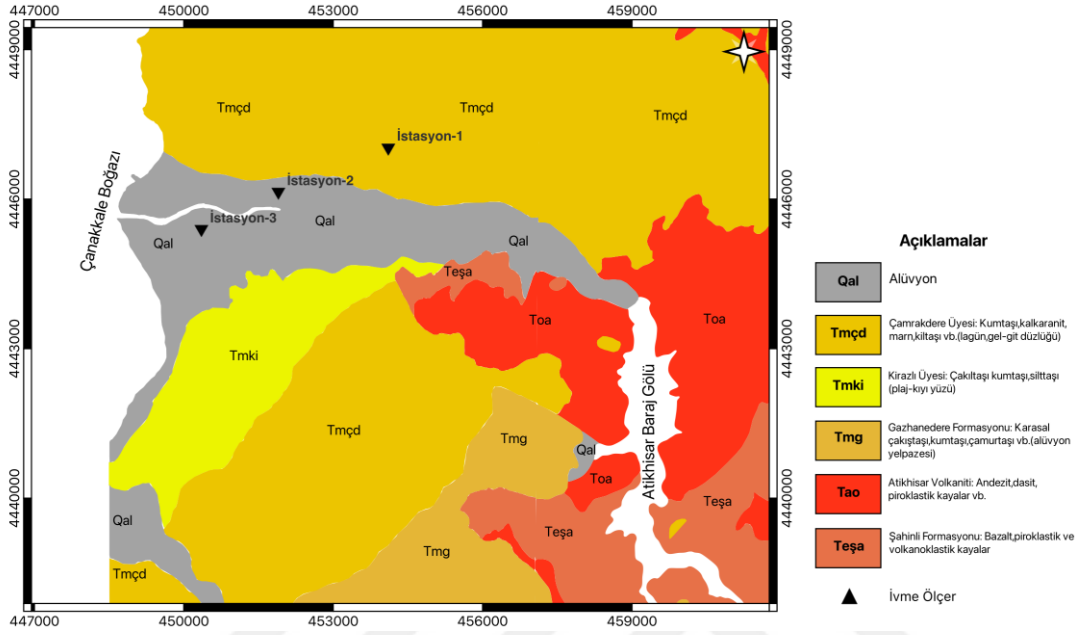 447000 450000 453000 456000 459000
4449000
4449000
Tmçd
Tmçd
Tmçd
İstasyon-1
Çanakkale Boğazı
İstasyon-2
4446000
4446000
İstasyon-3
Qal
Qal
Qal
Teşa
Toa
Toa
4443000
4443000
Tmki
Tmçd
Tmg
Qal
Toa
Atikhisar Baraj Gölü
4440000
4440000
Teşa
Teşa
Qal
Tmg
Tmçd
447000 450000 453000 456000 459000
Açıklamalar
Qal Alüvyon
Tmçd Çamrakdere Üyesi: Kumtaşı,kalkaranit,
marn,kiltaşı vb.(lagün,gel-git düzlüğü)
Tmki Kirazlı Üyesi: Çakıltaşı kumtaşı,silttaşı
(plaj-kıyı yüzü)
Tmg Gazhanedere Formasyonu: Karasal
çakıştaşı,kumtaşı,çamurtaşı vb.(alüvyon
yelpazesi)
Tao Atikhisar Volkaniti: Andezit,dasit,
piroklastik kayalar vb.
Teşa Şahinli Formasyonu: Bazalt,piroklastik ve
volkanoklastik kayalar
İvme Ölçer